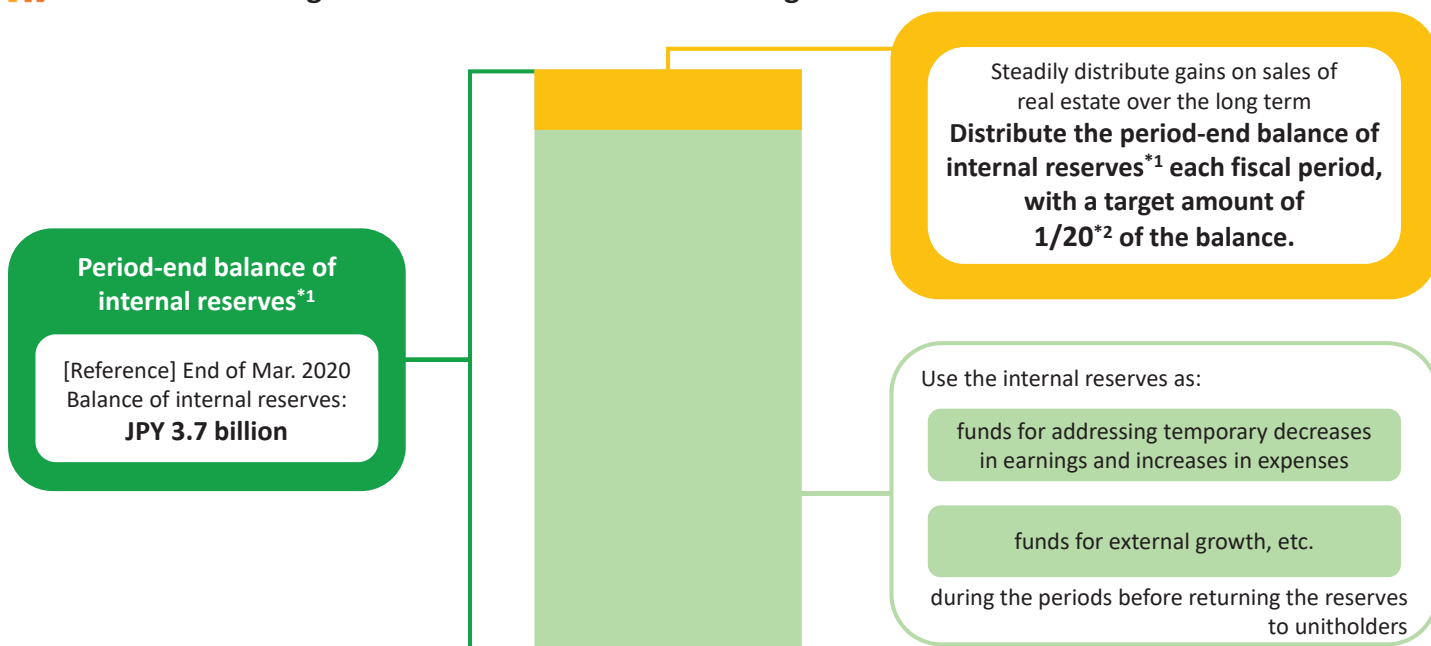 Steadily distribute gains on sales of
real estate over the long term
Distribute the period-end balance of
internal reserves*1 each fiscal period,
with a target amount of
1/20*2 of the balance.
Period-end balance of
internal reserves*1
[Reference] End of Mar. 2020
Balance of internal reserves:
JPY 3.7 billion
Use the internal reserves as:
funds for addressing temporary decreases
in earnings and increases in expenses
funds for external growth, etc.
during the periods before returning the reserves
to unitholders